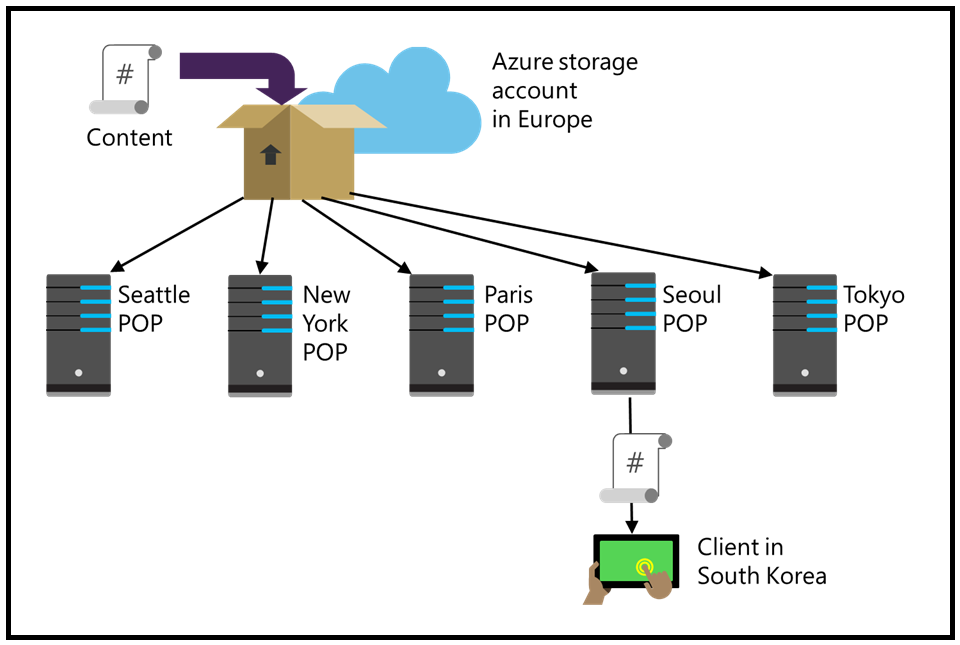 #
Content
Azure storage
account
in Europe
Seattle
POP
New
York
POP
Paris
POP
Seoul
POP
Tokyo
POP
#
Client in
South Korea